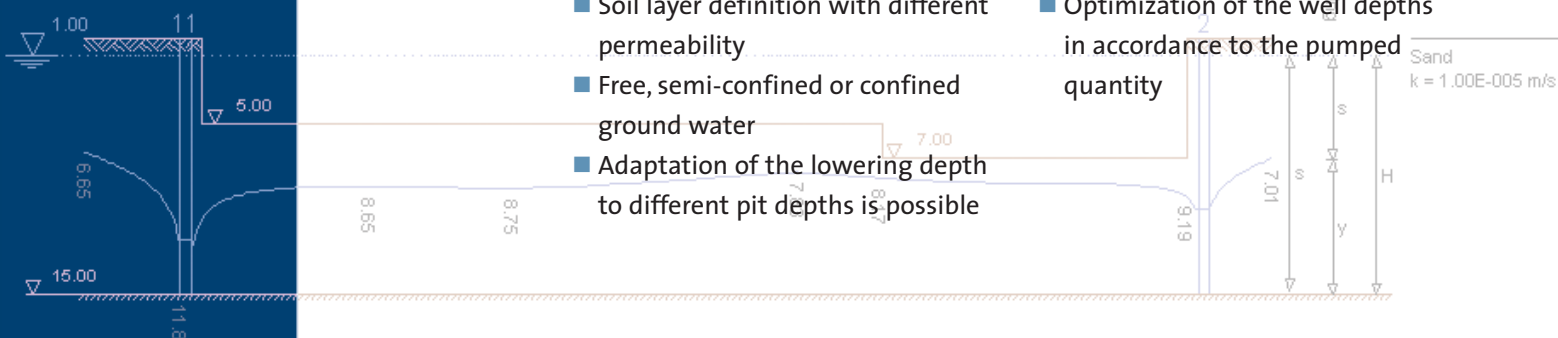 ■ Soil layer definition with different
permeability
■ Free, semi-confined or confined
ground water
■ Adaptation of the lowering depth
to different pit depths is possible
■ Optimization of the well depths
in accordance to the pumped
quantity
1.00
11
5.00
6.65
15.00
8.65
8.75
7.00
2
9.19
7.01
s
s
y
H
Sand
k = 1.00E-005 m/s